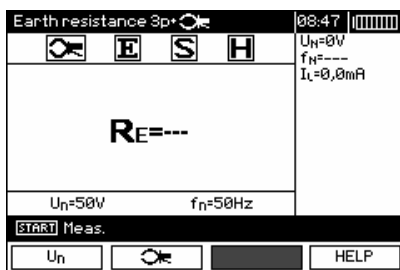 Earth resistance 3p+ 08:47
E S H
UN=0V
fN=---
IL=0,0mA
RE=---
Un=50V fn=50Hz
START Meas.
Un HELP